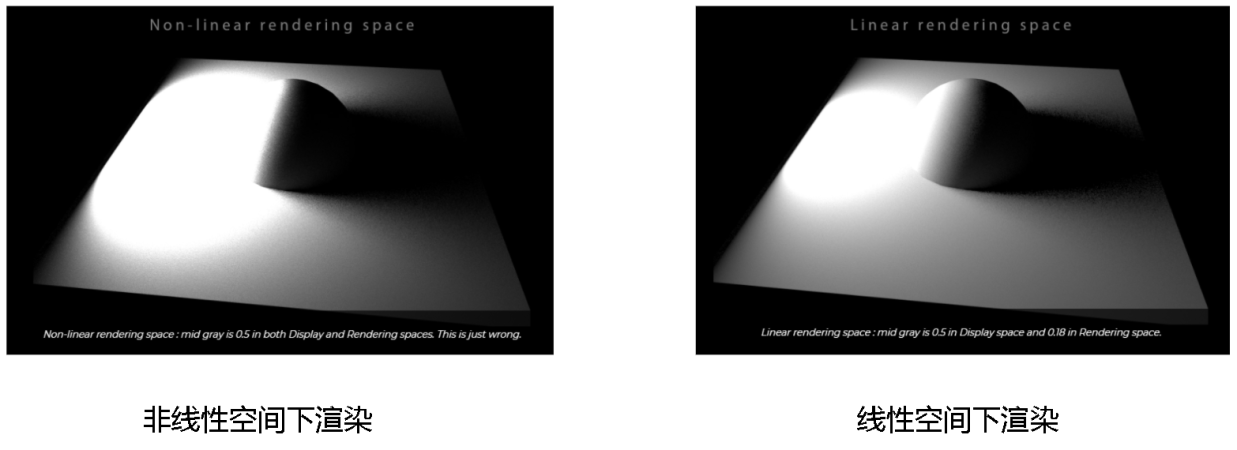 Non-linear rendering space
Linear rendering space
Non-linear rendering space : mid gray is 0.5 in both Display and Rendering spaces. This is just wrong.
Linear rendering space : mid gray is 0.5 in Display space and 0.18 in Rendering space.
非线性空间下渲染
线性空间下渲染